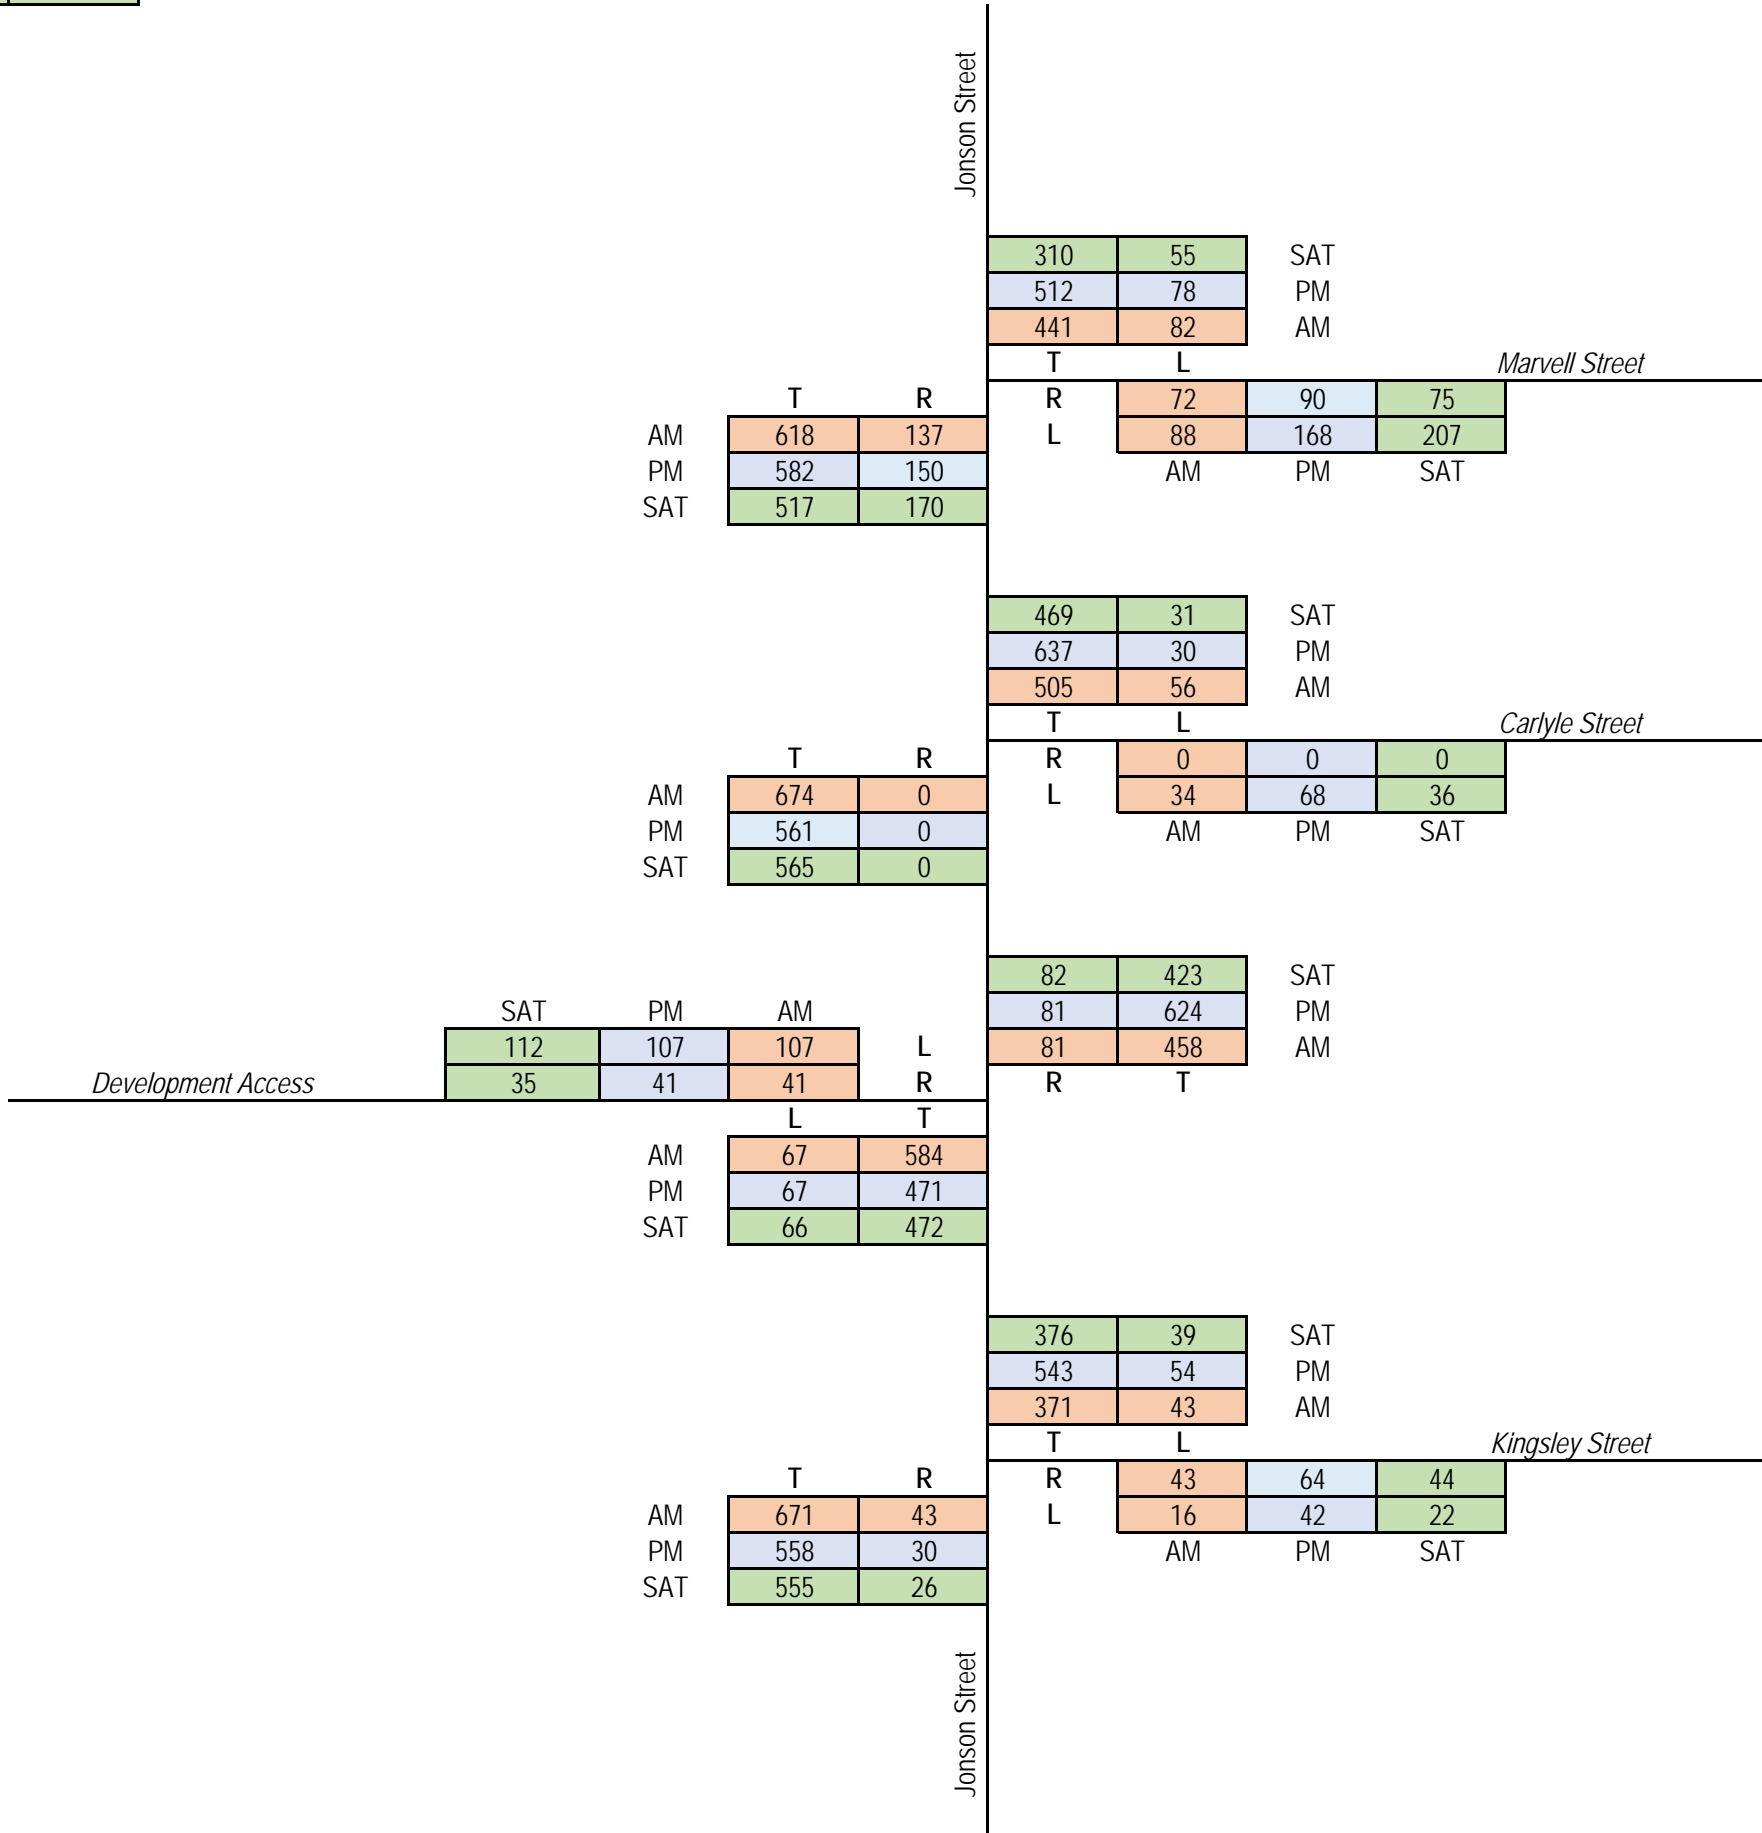 Jonson Street
310 55 SAT
512 78 PM
441 82 AM
T L Marvell Street
T R R 72 90 75
AM 618 137 L 88 168 207
PM 582 150 AM PM SAT
SAT 517 170
469 31 SAT
637 30 PM
505 56 AM
T L Carlyle Street
T R R 0 0 0
AM 674 0 L 34 68 36
PM 561 0 AM PM SAT
SAT 565 0
82 423 SAT
SAT PM AM 81 624 PM
112 107 107 L 81 458 AM
Development Access 35 41 41 R R T
L T
AM 67 584
PM 67 471
SAT 66 472
376 39 SAT
543 54 PM
371 43 AM
T L Kingsley Street
T R R 43 64 44
AM 671 43 L 16 42 22
PM 558 30 AM PM SAT
SAT 555 26
Jonson Street